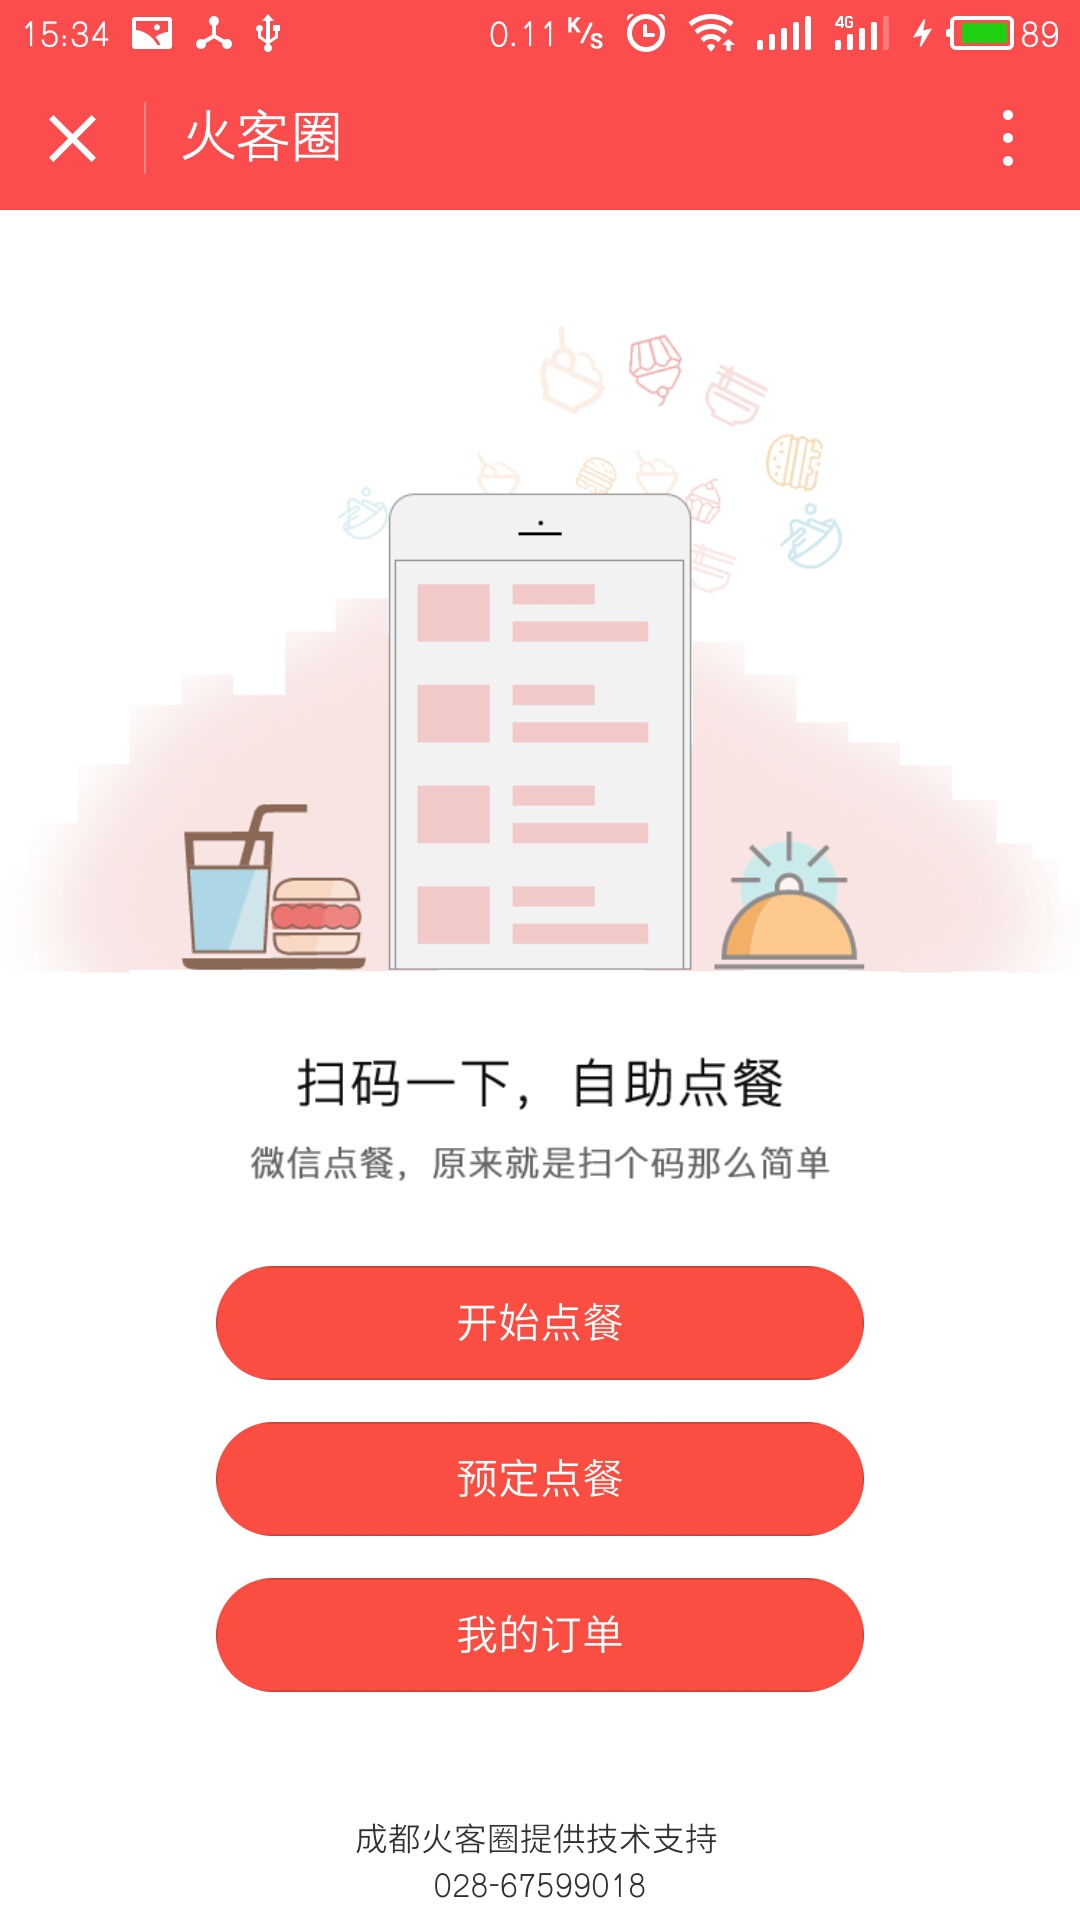 15:34 0.11 K/s 4G 89
火客圈
扫码一下，自助点餐
微信点餐，原来就是扫个码那么简单
开始点餐
预定点餐
我的订单
成都火客圈提供技术支持
028-67599018